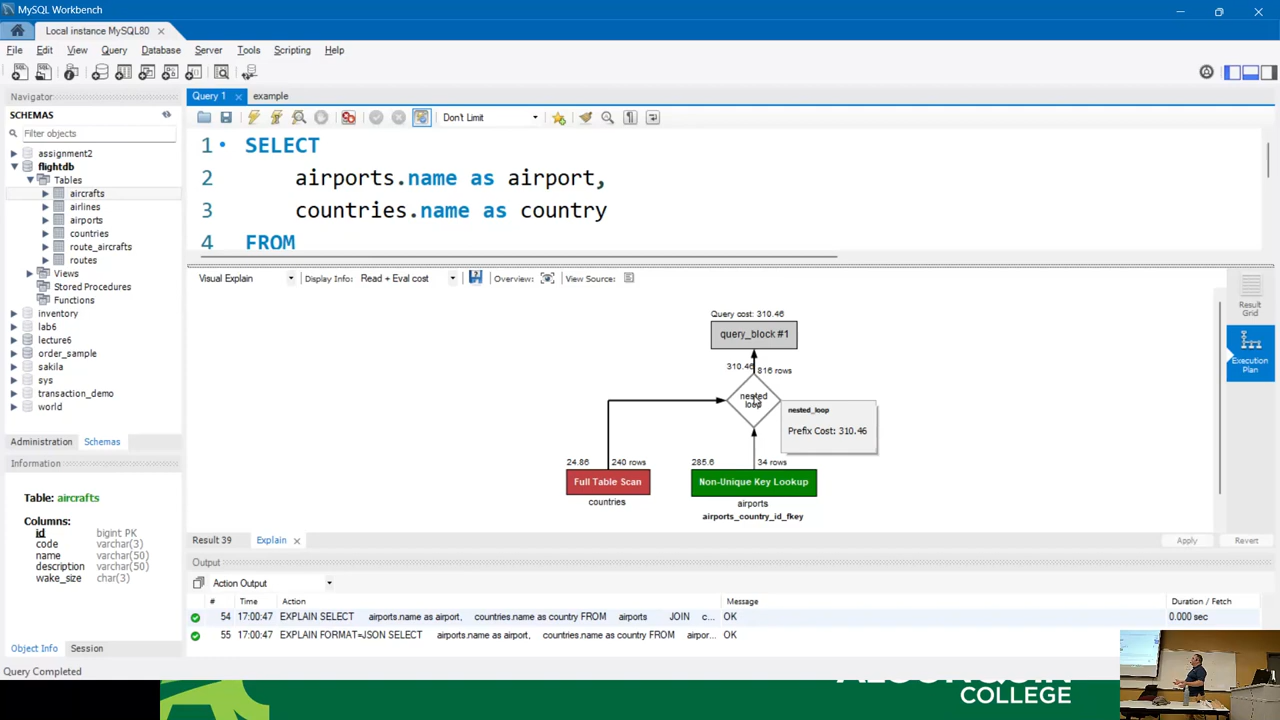 MySQL Workbench
Local instance MySQL80
File Edit View Query Database Server Tools Scripting Help
Navigator
SCHEMAS
Filter objects
assignment2
flightdb
Tables
aircrafts
airlines
airports
countries
route_aircrafts
routes
Views
Stored Procedures
Functions
inventory
lab6
lecture6
order_sample
sakila
sys
transaction_demo
world
Administration Schemas
Information
Table: aircrafts
Columns:
id bigint PK
code varchar(3)
name varchar(50)
description varchar(50)
wake_size char(3)
Object Info Session
Query Completed
Query 1 example
Don't Limit
1 SELECT
2 airports.name as airport,
3 countries.name as country
4 FROM
Visual Explain Display Info: Read + Eval cost Overview: View Source:
Query cost: 310.46
query_block #1
310.46 816 rows
nested
loop
nested_loop
Prefix Cost: 310.46
24.86 240 rows
Full Table Scan
countries
285.6 34 rows
Non-Unique Key Lookup
airports
airports_country_id_fkey
Result
Grid
Execution
Plan
Result 39 Explain Apply Revert
Output
Action Output
# Time Action Message Duration / Fetch
54 17:00:47 EXPLAIN SELECT airports.name as airport, countries.name as country FROM airports JOIN c... OK 0.000 sec
55 17:00:47 EXPLAIN FORMAT=JSON SELECT airports.name as airport, countries.name as country FROM airpor... OK
ALGONQUIN
COLLEGE